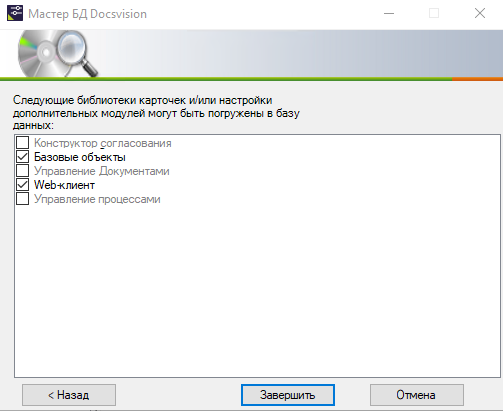 Мастер БД Docsvision
Следующие библиотеки карточек и/или настройки
дополнительных модулей могут быть погружены в базу
данных:
Конструктор согласования
Базовые объекты
Управление Документами
Web-клиент
Управление процессами
< Назад
Завершить
Отмена